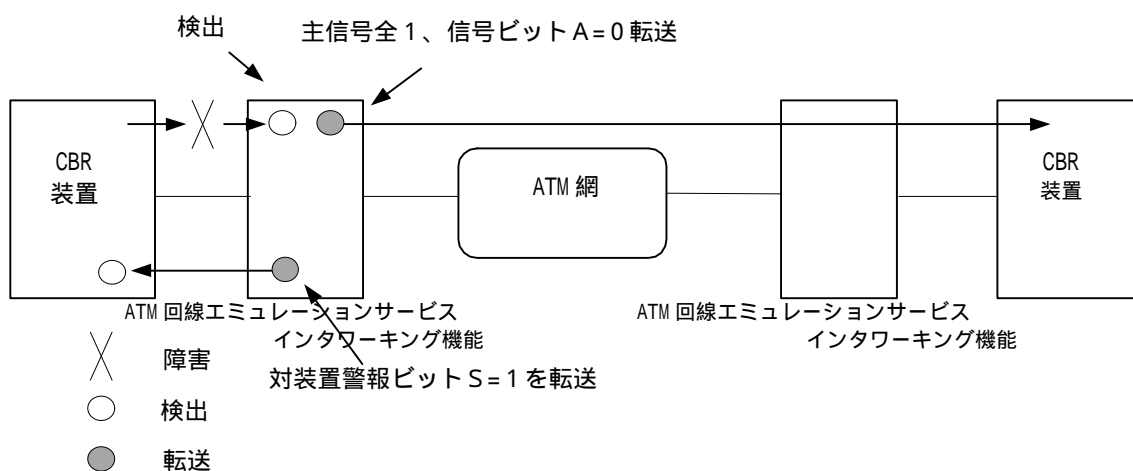 検出
主信号全1、信号ビットA=0転送
CBR
装置
ATM網
CBR
装置
ATM回線エミュレーションサービス
インタワーキング機能
ATM回線エミュレーションサービス
インタワーキング機能
対装置警報ビットS=1を転送
障害
検出
転送